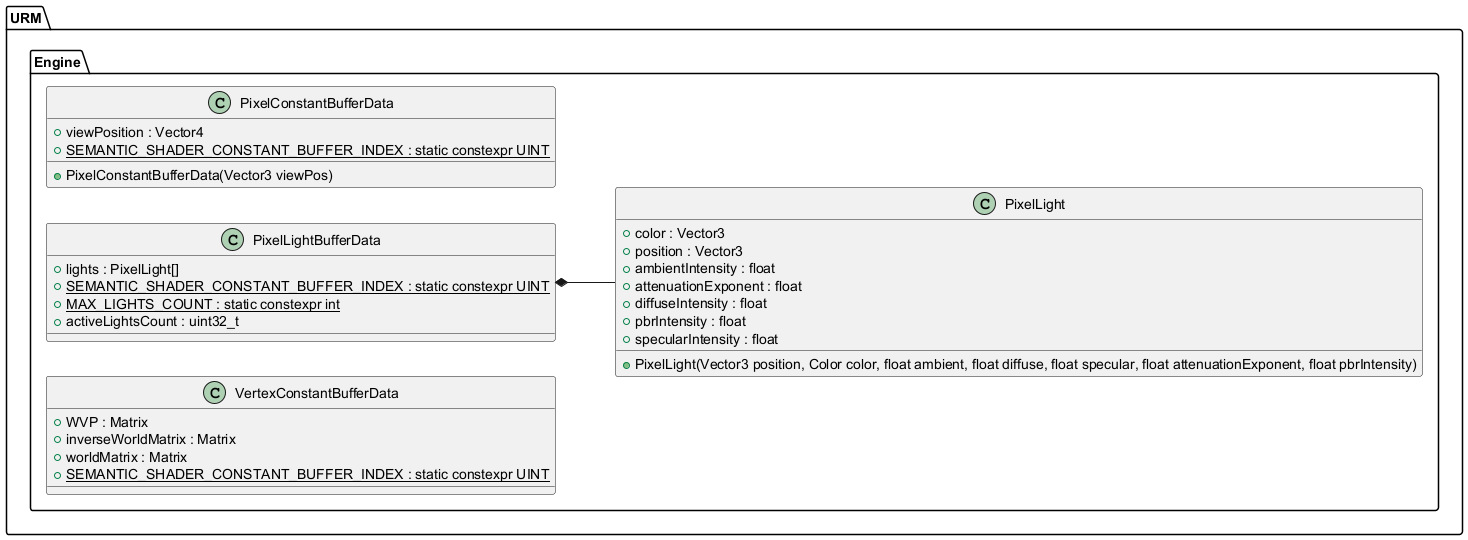 URM
Engine
C PixelConstantBufferData
viewPosition : Vector4
SEMANTIC_SHADER_CONSTANT_BUFFER_INDEX : static constexpr UINT
PixelConstantBufferData(Vector3 viewPos)
C PixelLightBufferData
lights : PixelLight[]
SEMANTIC_SHADER_CONSTANT_BUFFER_INDEX : static constexpr UINT
MAX_LIGHTS_COUNT : static constexpr int
activeLightsCount : uint32_t
C VertexConstantBufferData
WVP : Matrix
inverseWorldMatrix : Matrix
worldMatrix : Matrix
SEMANTIC_SHADER_CONSTANT_BUFFER_INDEX : static constexpr UINT
C PixelLight
color : Vector3
position : Vector3
ambientIntensity : float
attenuationExponent : float
diffuseIntensity : float
pbrIntensity : float
specularIntensity : float
PixelLight(Vector3 position, Color color, float ambient, float diffuse, float specular, float attenuationExponent, float pbrIntensity)